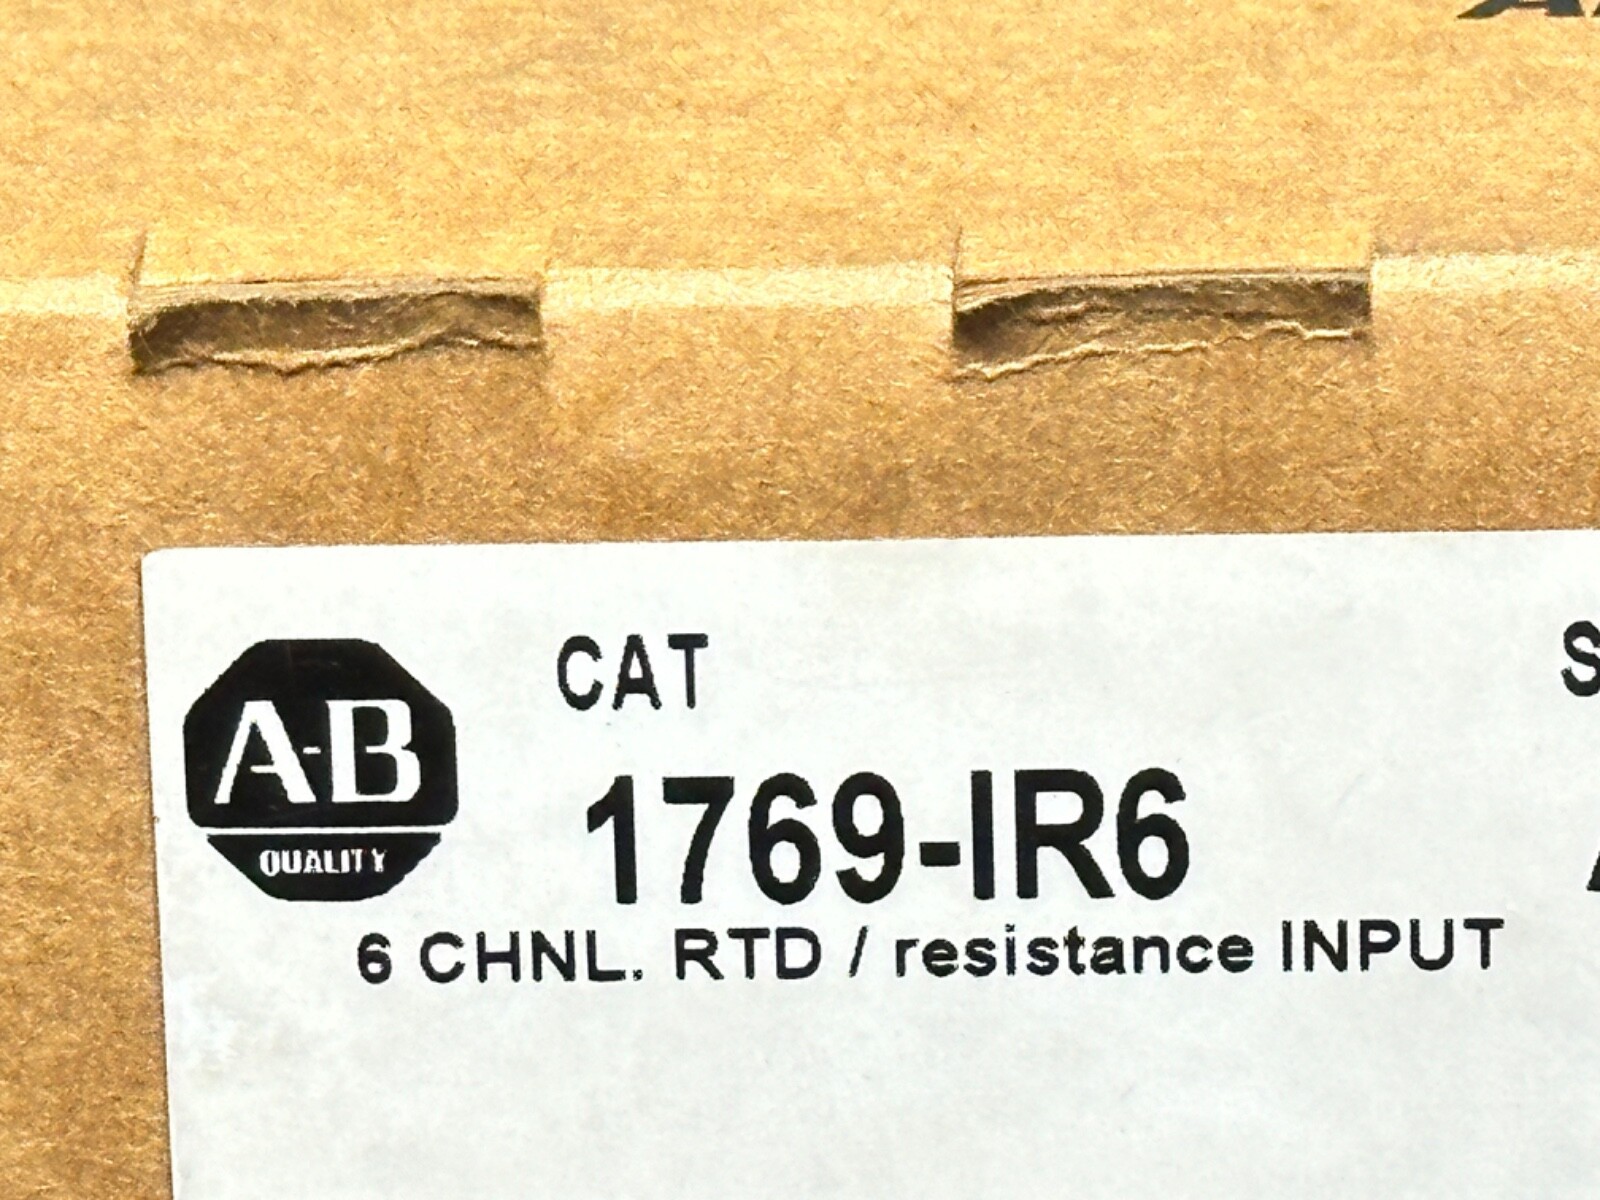 CAT
A-B
QUALITY
1769-IR6
6 CHNL. RTD / resistance INPUT